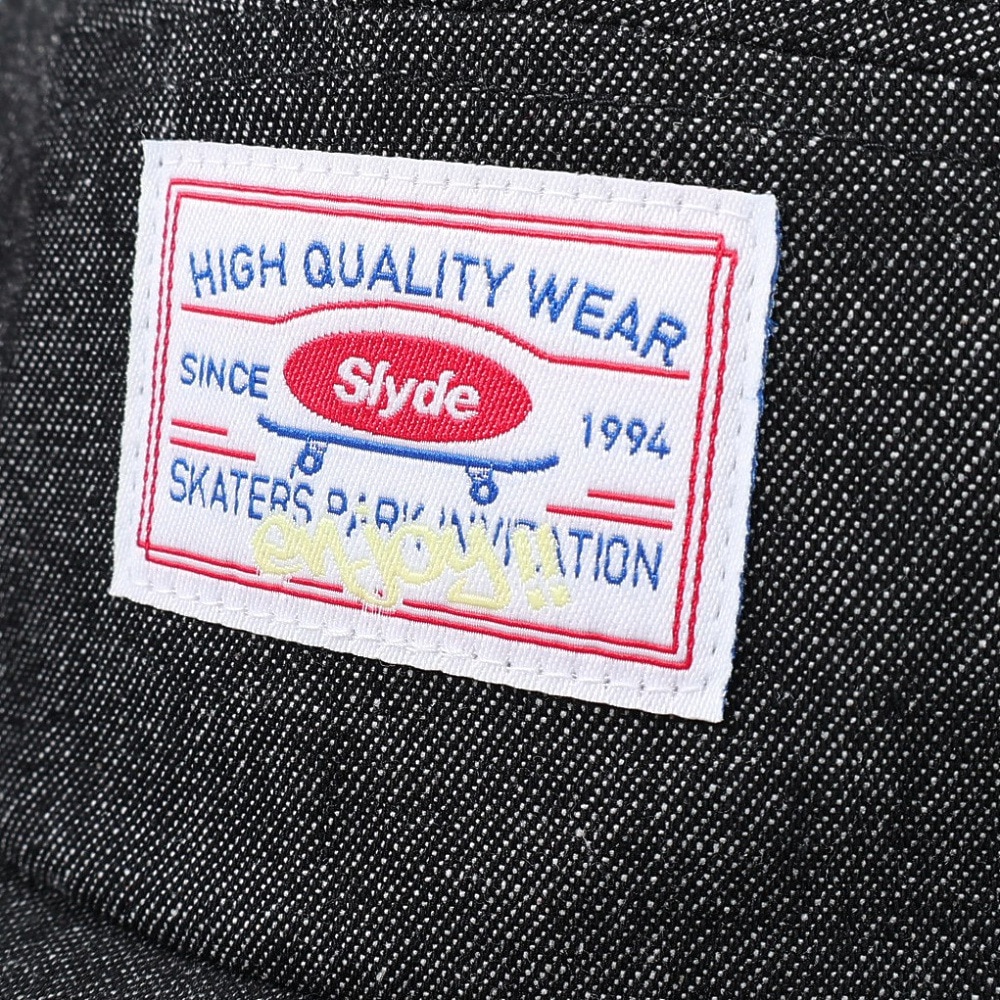 HIGH QUALITY WEAR
Slyde
SINCE 1994
SKATERS PARK INVITATION
enjoy!!